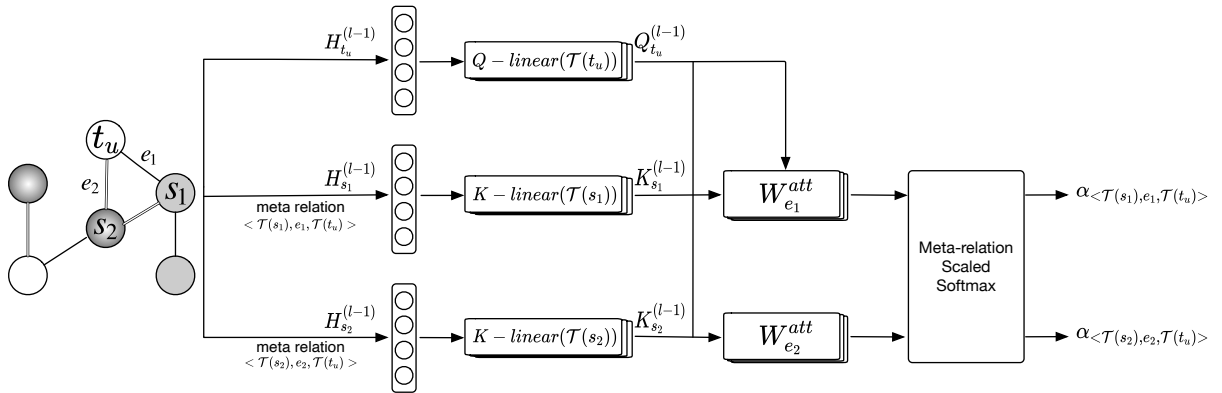 t_u
e_1
e_2
s_1
s_2
H_{t_u}^{(l-1)}
Q − linear(𝒯(t_u))
Q_{t_u}^{(l-1)}
H_{s_1}^{(l-1)}
meta relation
< 𝒯(s_1), e_1, 𝒯(t_u) >
K − linear(𝒯(s_1))
K_{s_1}^{(l-1)}
W_{e_1}^{att}
H_{s_2}^{(l-1)}
meta relation
< 𝒯(s_2), e_2, 𝒯(t_u) >
K − linear(𝒯(s_2))
K_{s_2}^{(l-1)}
W_{e_2}^{att}
Meta-relation
Scaled
Softmax
α_{<𝒯(s_1),e_1,𝒯(t_u)>}
α_{<𝒯(s_2),e_2,𝒯(t_u)>}